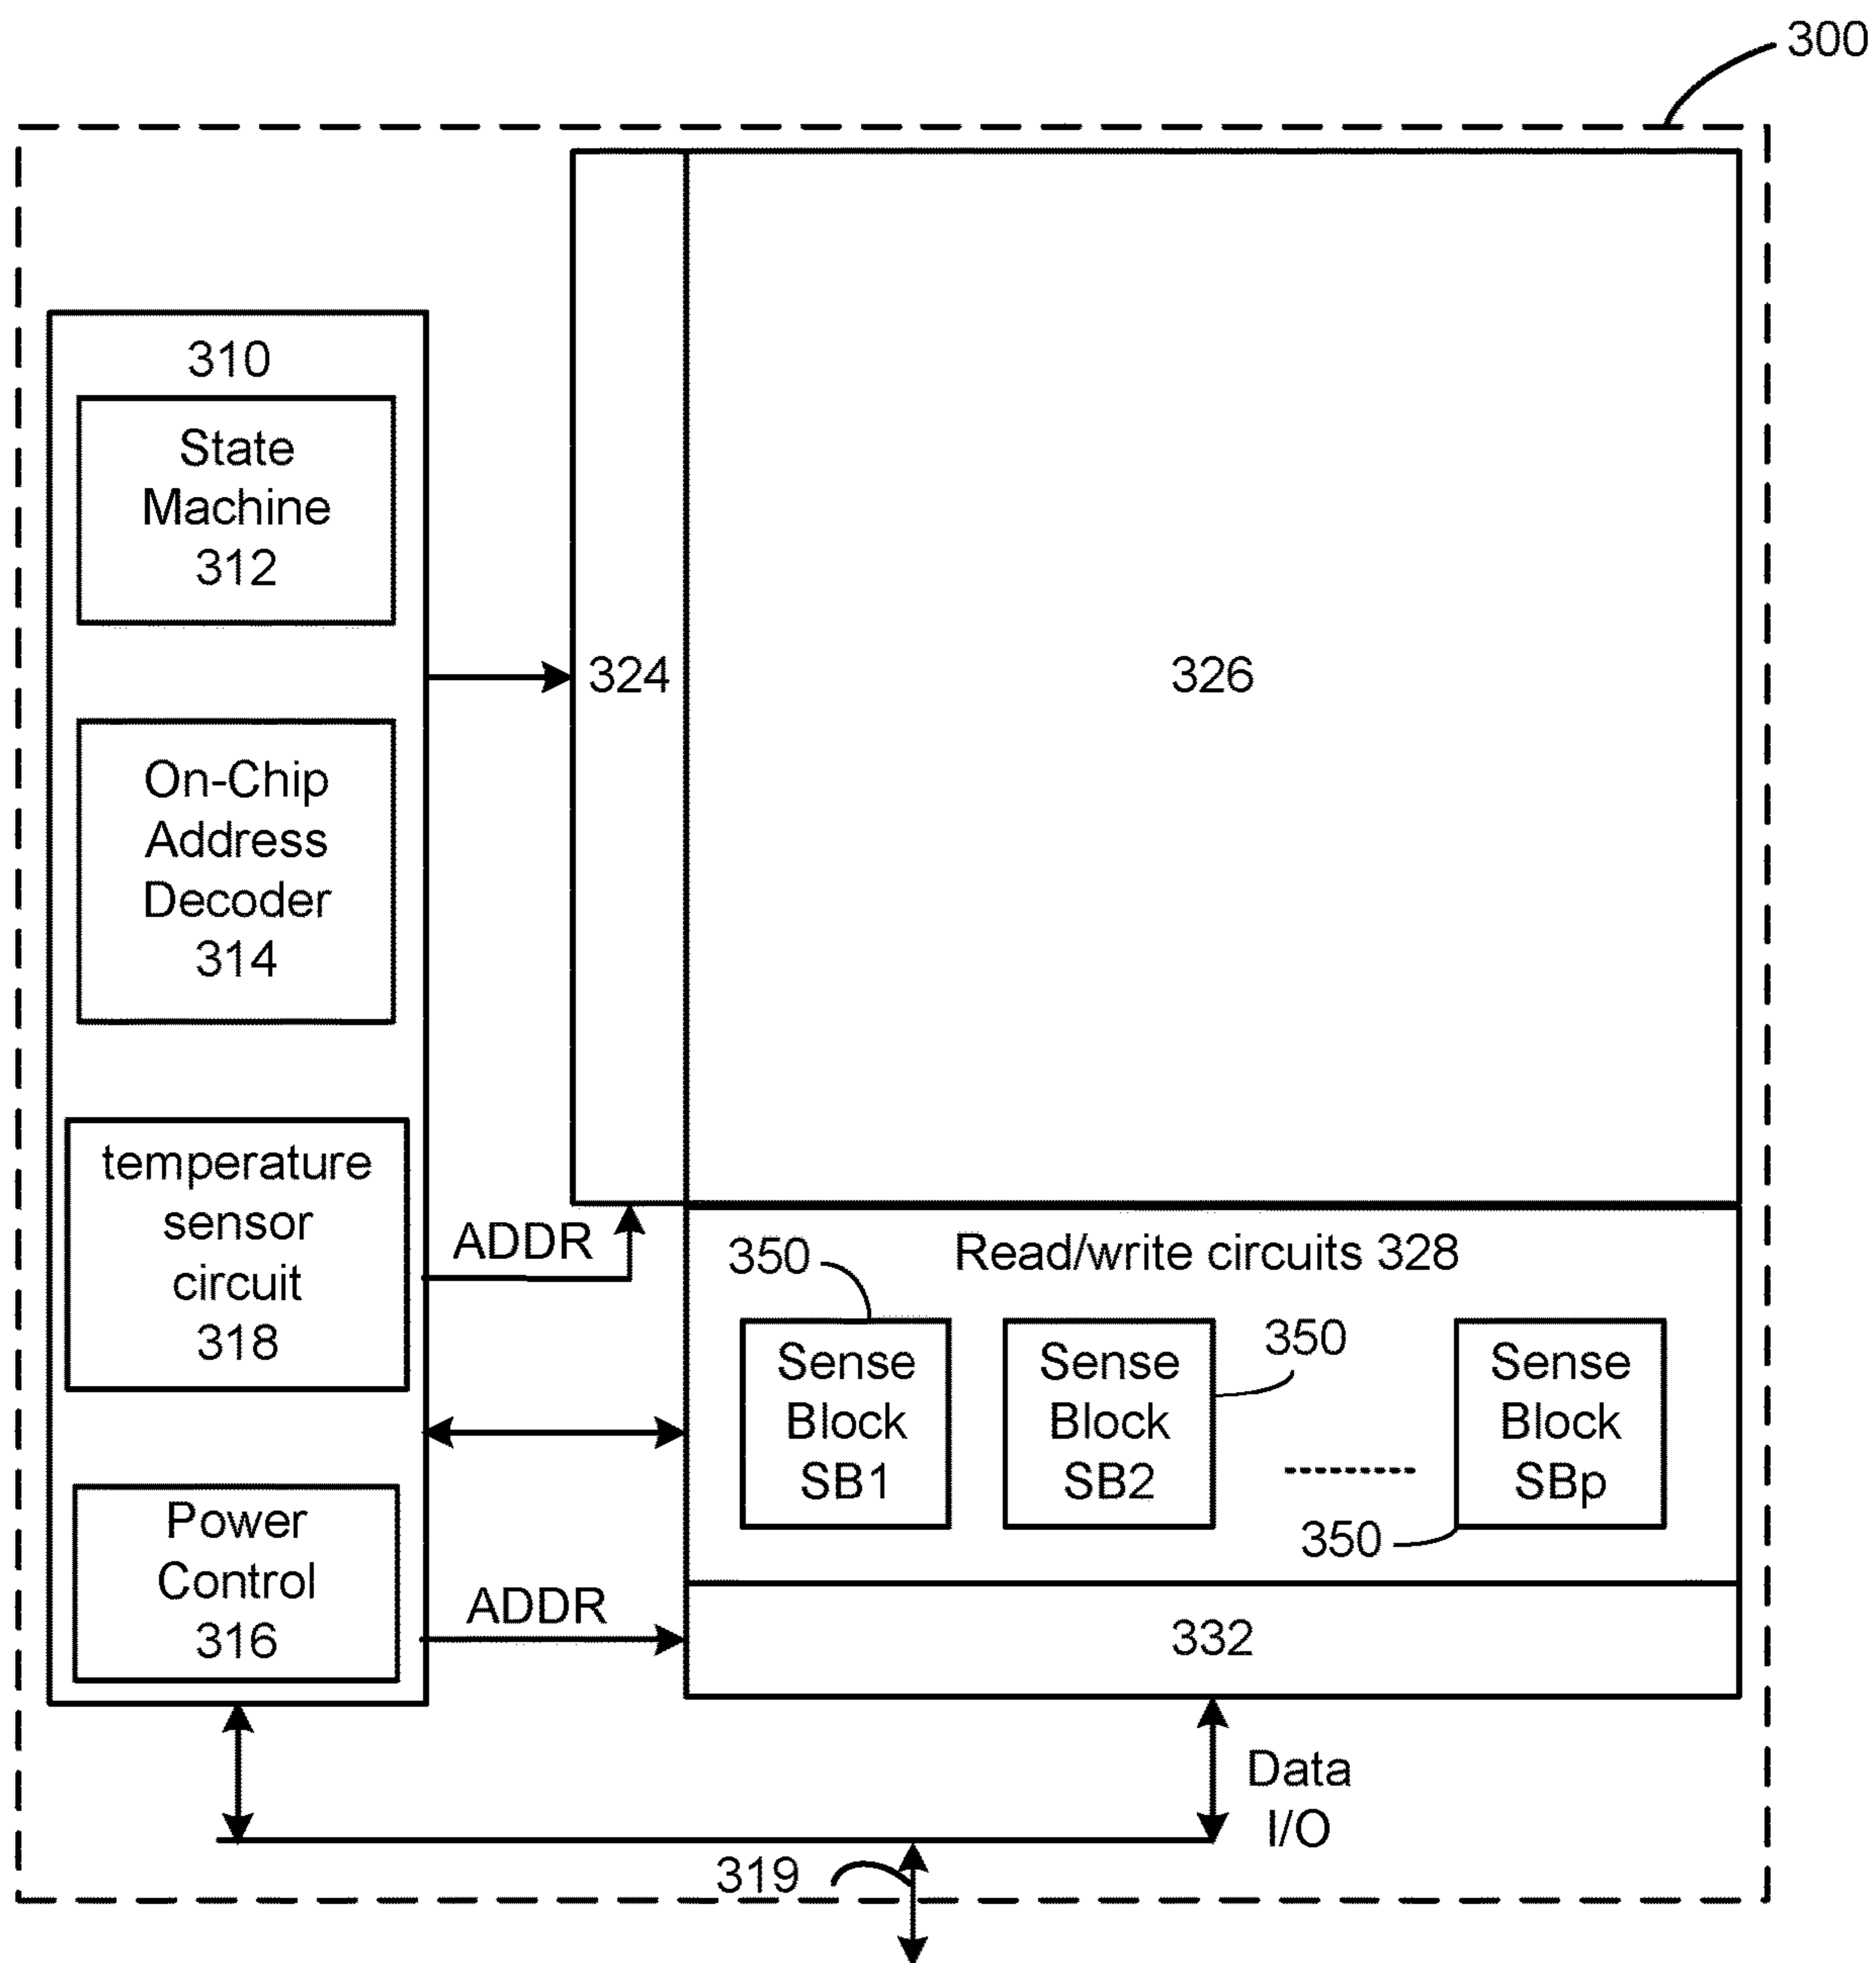 300
310
State
Machine
312
324
326
On-Chip
Address
Decoder
314
temperature
sensor
circuit
318
ADDR
Read/write circuits 328
350
Sense
Block
SB1
Sense
Block
SB2
350
Sense
Block
SBp
350
Power
Control
316
ADDR
332
Data
I/O
319